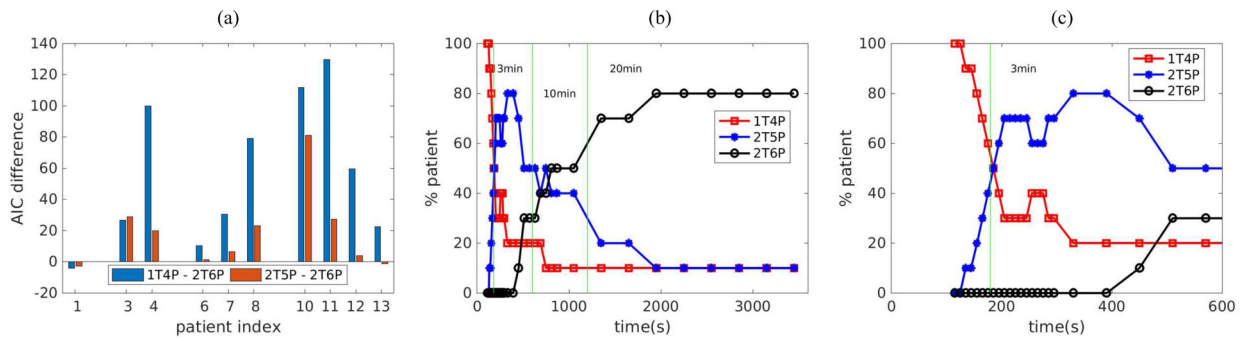 (a)
140
120
100
80
60
40
20
0
-20
AIC difference
1T4P - 2T6P
2T5P - 2T6P
1 3 4 6 7 8 10 11 12 13
patient index
(b)
100
80
60
40
20
0
% patient
3min
10min
20min
1T4P
2T5P
2T6P
0 1000 2000 3000
time(s)
(c)
100
80
60
40
20
0
% patient
3min
1T4P
2T5P
2T6P
0 200 400 600
time(s)